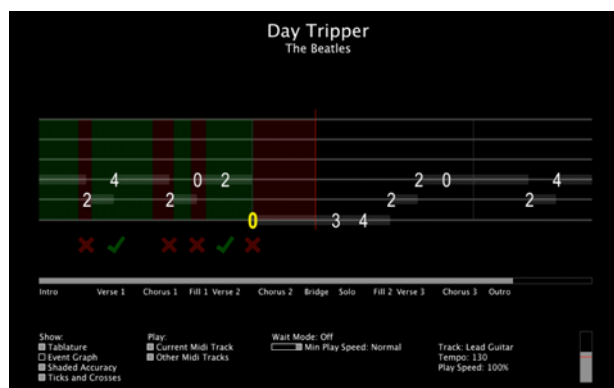 Day Tripper
The Beatles
4 0 2 2 0 4
2 2 2 2
0 3 4
Intro Verse 1 Chorus 1 Fill 1 Verse 2 Chorus 2 Bridge Solo Fill 2 Verse 3 Chorus 3 Outro
Show:
Tablature
Event Graph
Shaded Accuracy
Ticks and Crosses
Play:
Current Midi Track
Other Midi Tracks
Wait Mode: Off
Min Play Speed: Normal
Track: Lead Guitar
Tempo: 130
Play Speed: 100%